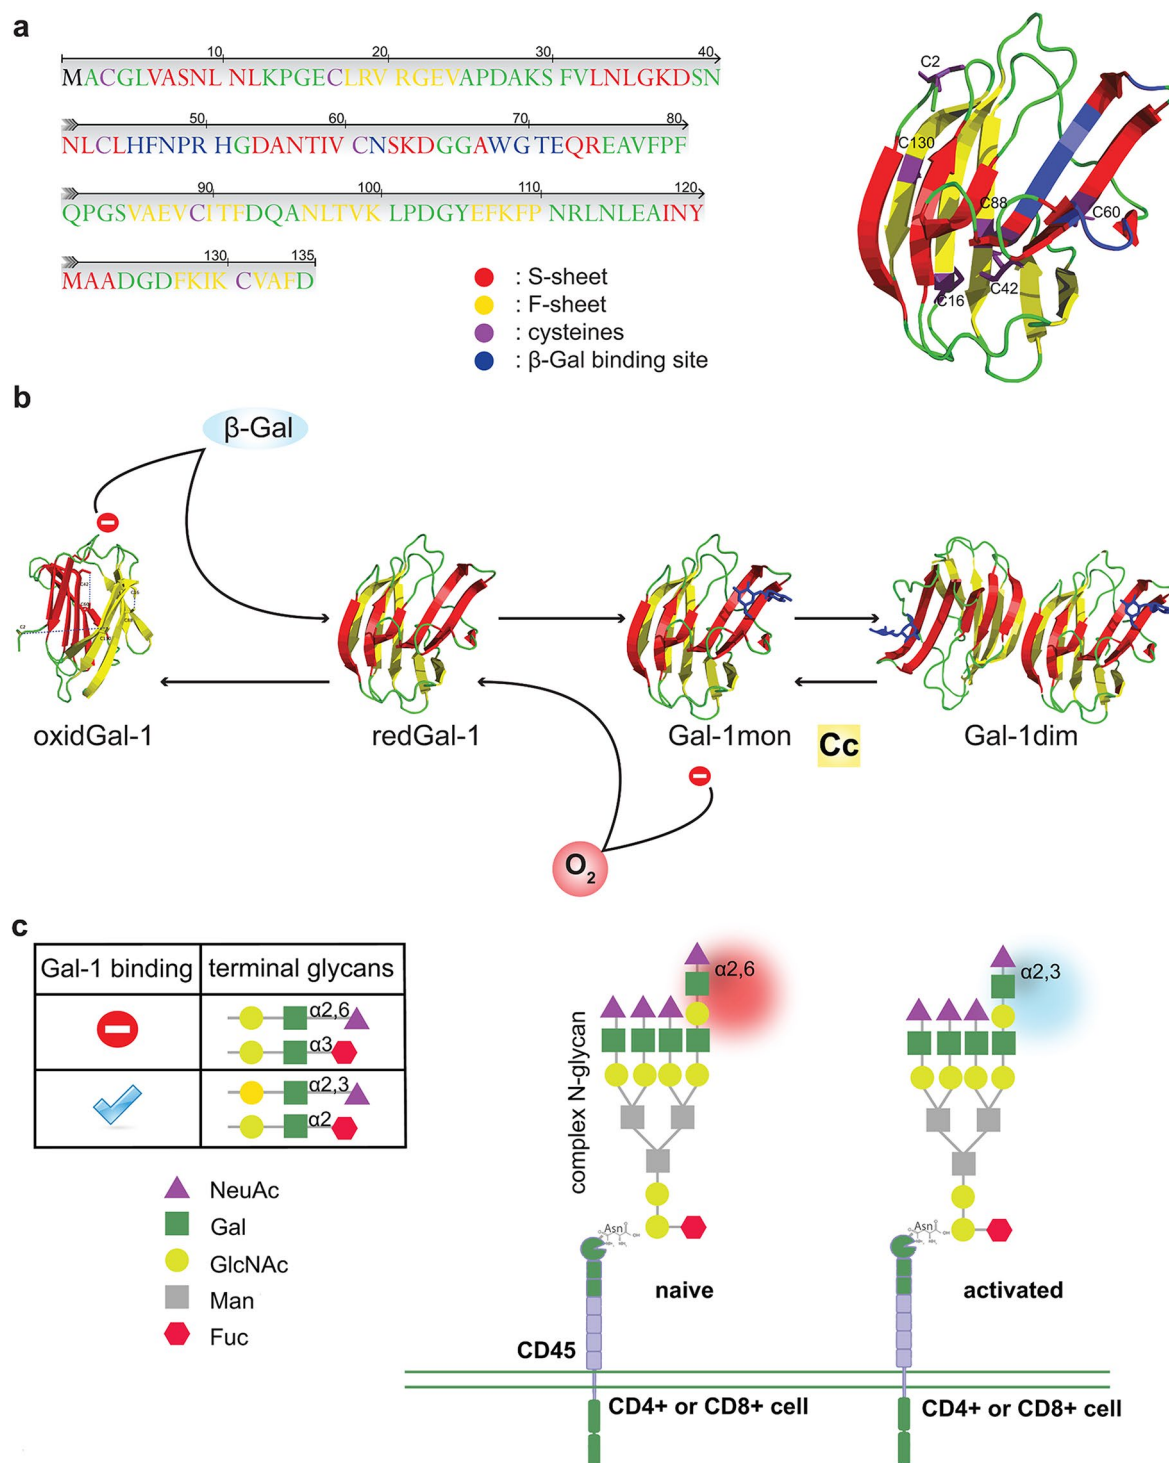 a
10 20 30 40
MACGLVASNL NLKPGECLRV RGEVAPDAKS FVLNLGKDSN
50 60 70 80
NLCLHFNPR HGDANTIV CNSKDGGAWG TEQREAVFPF
90 100 110 120
QPGSVAEVCITFDQANLTVK LPDGYEFKFP NRLNLEAINY
130 135
MAADGDFKIK CVAFD
: S-sheet
: F-sheet
: cysteines
: β-Gal binding site
C2
C130
C88
C60
C42
C16
b
β-Gal
oxidGal-1
redGal-1
Gal-1mon
Cc
Gal-1dim
O2
c
Gal-1 binding
terminal glycans
α2,6
α3
α2,3
α2
NeuAc
Gal
GlcNAc
Man
Fuc
complex N-glycan
α2,6
Asn
naive
CD45
CD4+ or CD8+ cell
α2,3
Asn
activated
CD4+ or CD8+ cell